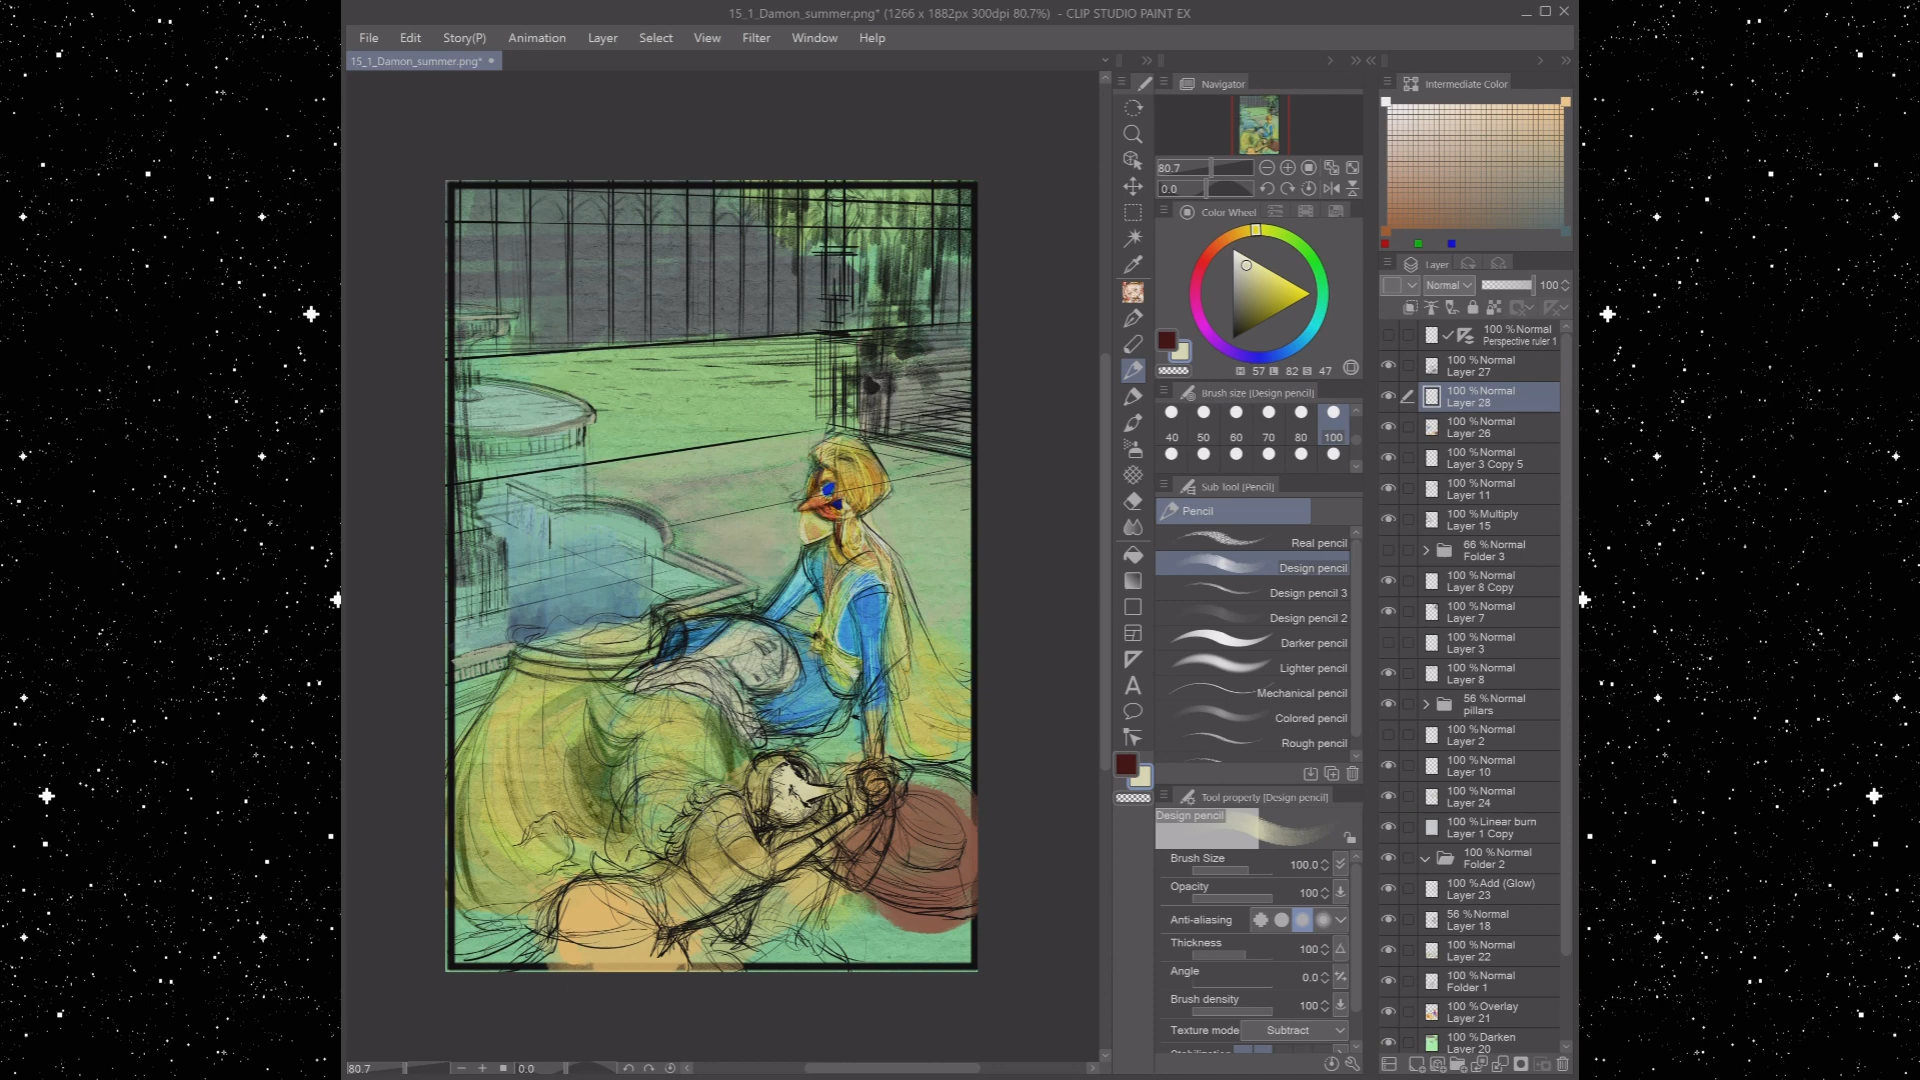 15_1_Damon_summer.png* (1266 x 1882px 300dpi 80.7%) - CLIP STUDIO PAINT EX
File Edit Story(P) Animation Layer Select View Filter Window Help
15_1_Damon_summer.png*
Navigator
80.7
0.0
Color Wheel
H 57 L 82 S 47
Brush size [Design pencil]
40 50 60 70 80 100
Sub Tool [Pencil]
Pencil
Real pencil
Design pencil
Design pencil 3
Design pencil 2
Darker pencil
Lighter pencil
Mechanical pencil
Colored pencil
Rough pencil
Tool property [Design pencil]
Design pencil
Brush Size 100.0
Opacity 100
Anti-aliasing
Thickness 100
Angle 0.0
Brush density 100
Texture mode Subtract
Intermediate Color
Layer
Normal 100
100 % Normal
Perspective ruler 1
100 % Normal
Layer 27
100 % Normal
Layer 28
100 % Normal
Layer 26
100 % Normal
Layer 3 Copy 5
100 % Normal
Layer 11
100 % Multiply
Layer 15
66 % Normal
Folder 3
100 % Normal
Layer 8 Copy
100 % Normal
Layer 7
100 % Normal
Layer 3
100 % Normal
Layer 8
56 % Normal
pillars
100 % Normal
Layer 2
100 % Normal
Layer 10
100 % Normal
Layer 24
100 % Linear burn
Layer 1 Copy
100 % Normal
Folder 2
100 % Add (Glow)
Layer 23
56 % Normal
Layer 18
100 % Normal
Layer 22
100 % Normal
Folder 1
100 % Overlay
Layer 21
100 % Darken
Layer 20
80.7 0.0